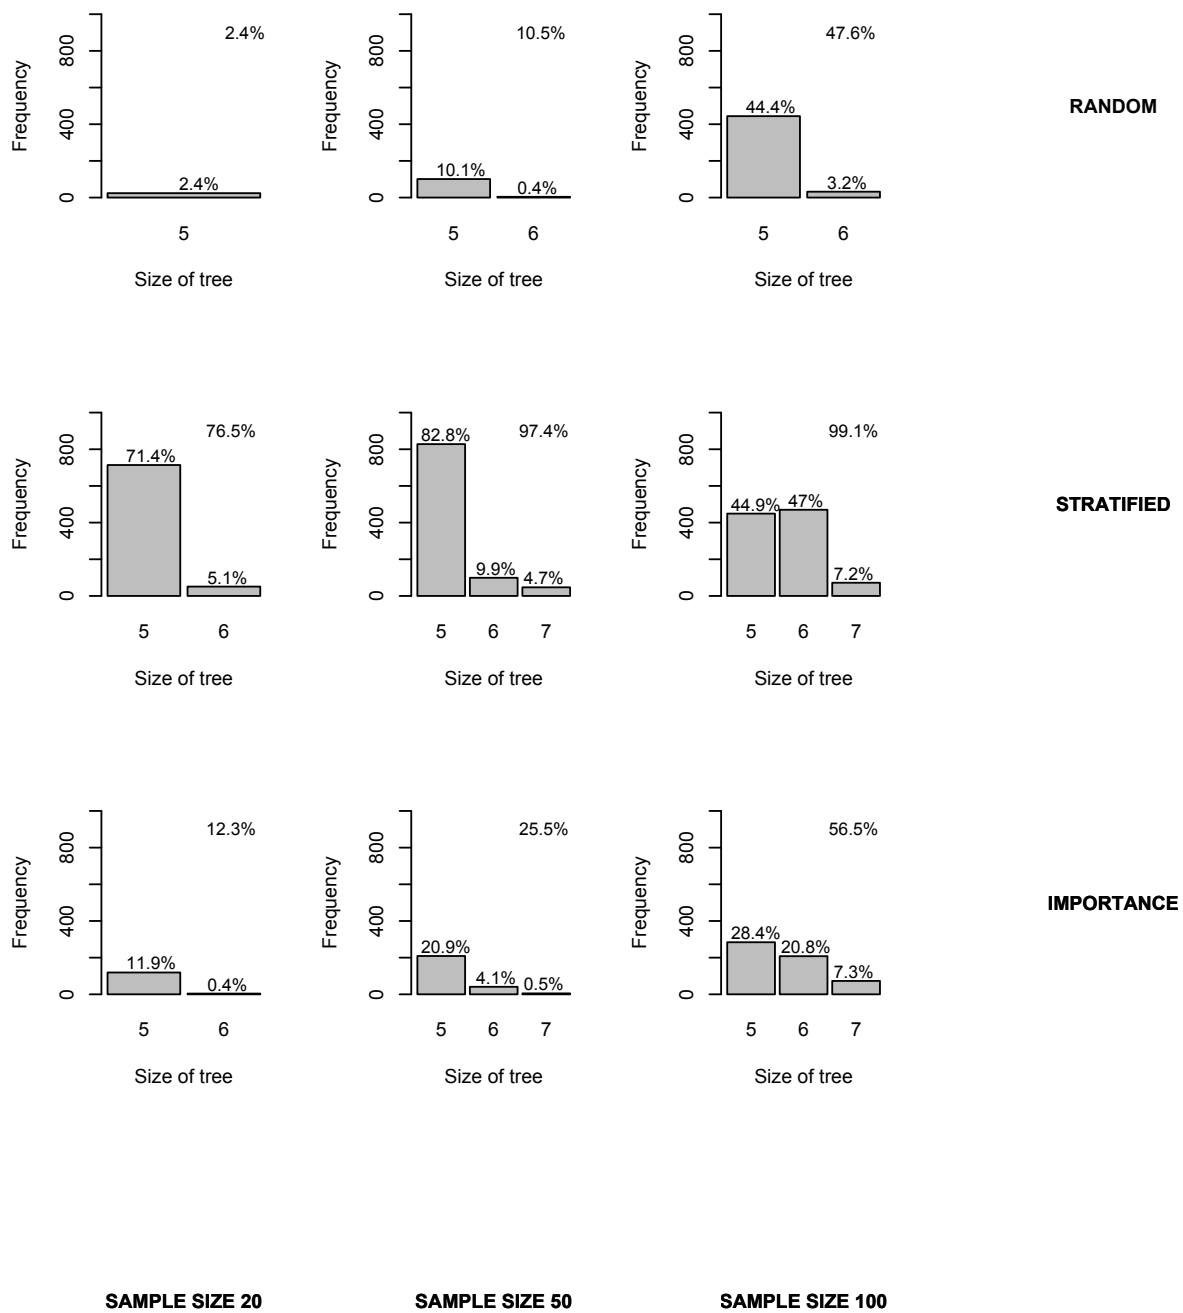 2.4%
Frequency
800
400
0
2.4%
5
Size of tree
10.5%
Frequency
800
400
0
10.1%
0.4%
5 6
Size of tree
47.6%
Frequency
800
400
0
44.4%
3.2%
5 6
Size of tree
RANDOM
76.5%
Frequency
800
400
0
71.4%
5.1%
5 6
Size of tree
97.4%
Frequency
800
400
0
82.8%
9.9%
4.7%
5 6 7
Size of tree
99.1%
Frequency
800
400
0
44.9%
47%
7.2%
5 6 7
Size of tree
STRATIFIED
12.3%
Frequency
800
400
0
11.9%
0.4%
5 6
Size of tree
25.5%
Frequency
800
400
0
20.9%
4.1%
0.5%
5 6 7
Size of tree
56.5%
Frequency
800
400
0
28.4%
20.8%
7.3%
5 6 7
Size of tree
IMPORTANCE
SAMPLE SIZE 20
SAMPLE SIZE 50
SAMPLE SIZE 100